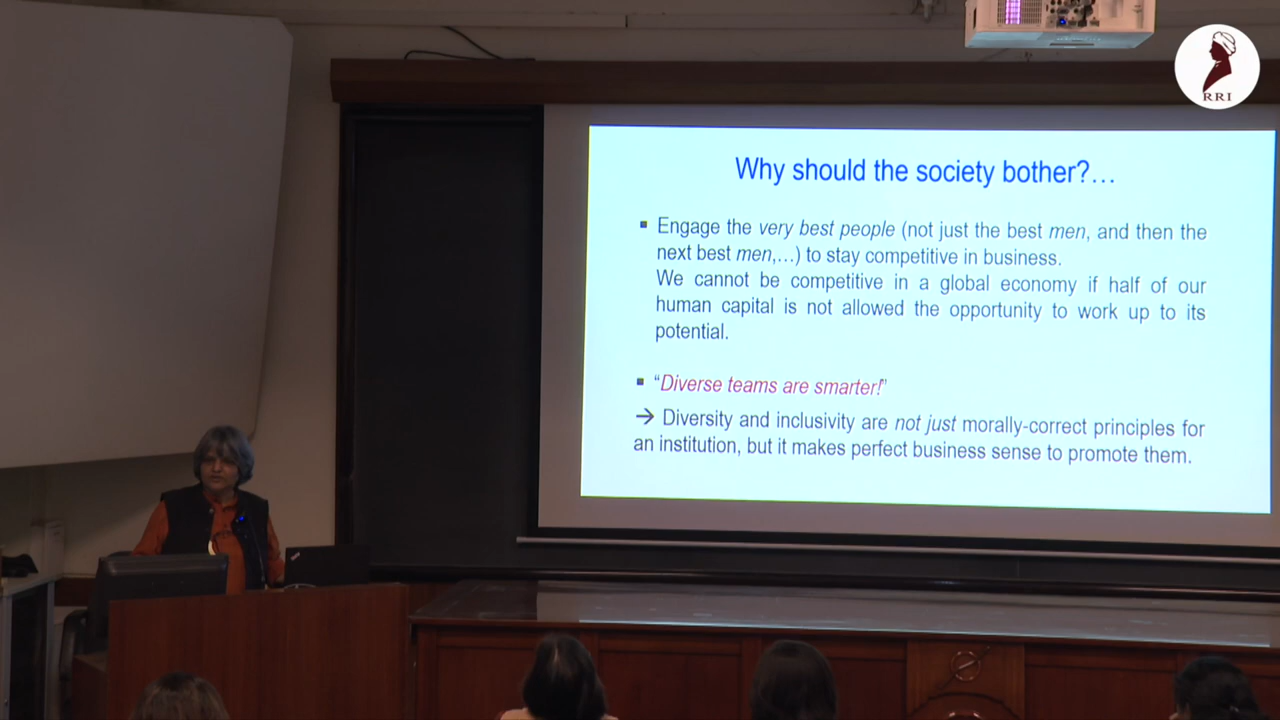 RRI
Why should the society bother?...
▪ Engage the very best people (not just the best men, and then the
next best men,...) to stay competitive in business.
We cannot be competitive in a global economy if half of our
human capital is not allowed the opportunity to work up to its
potential.
▪ “Diverse teams are smarter!”
→ Diversity and inclusivity are not just morally-correct principles for
an institution, but it makes perfect business sense to promote them.